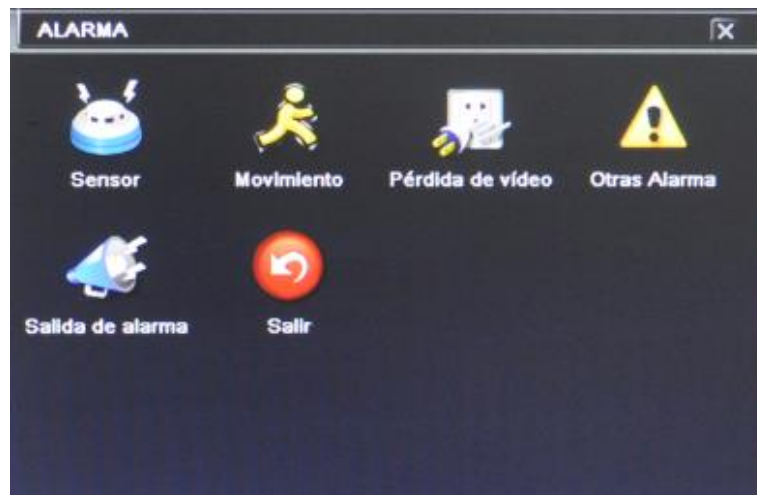 ALARMA
Sensor
Movimiento
Pérdida de vídeo
Otras Alarma
Salida de alarma
Salir